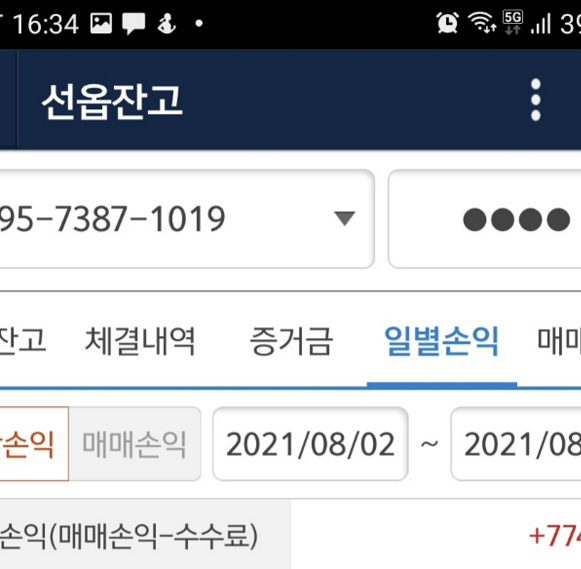 16:34 5G 39
선옵잔고
95-7387-1019 ●●●●
잔고 체결내역 증거금 일별손익 매매
손익 매매손익 2021/08/02 ~ 2021/08
손익(매매손익-수수료) +774